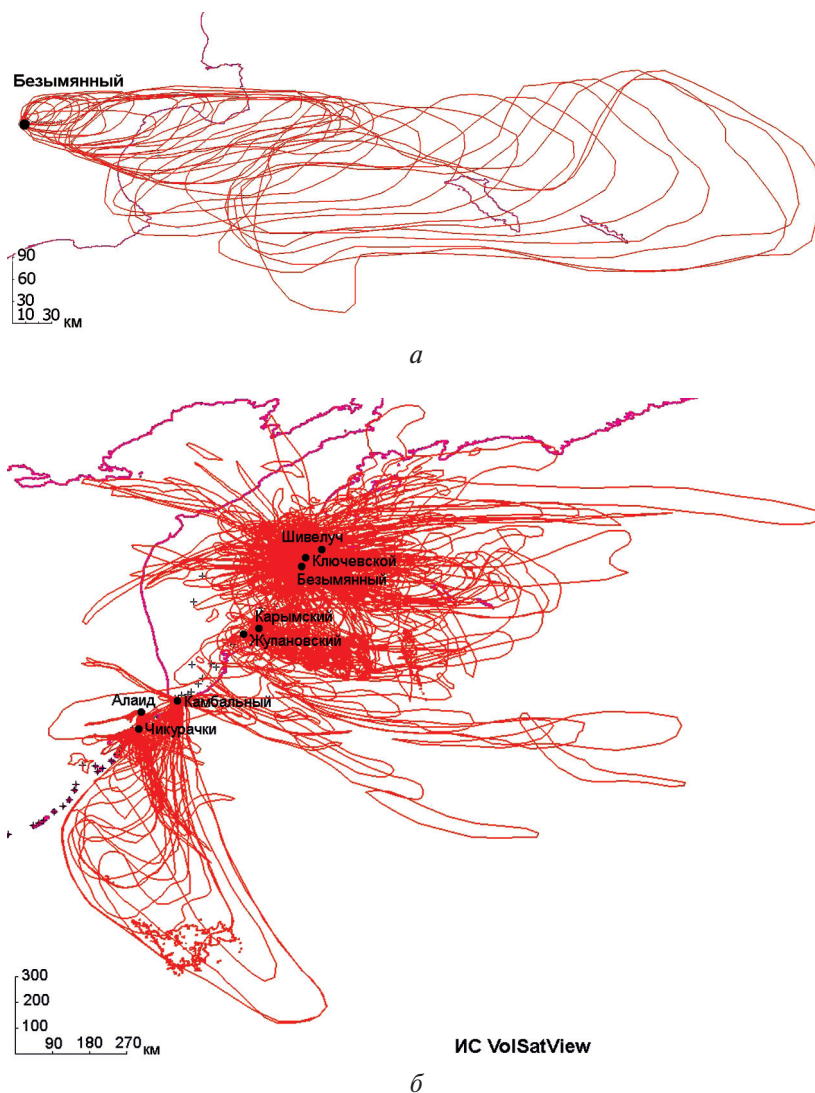 Безымянный
90
60
30
10 30 км
а
Шивелуч
Ключевской
Безымянный
Карымский
Жупановский
Алаид
Камбальный
Чикурачки
300
200
100
90 180 270 км
ИС VolSatView
б